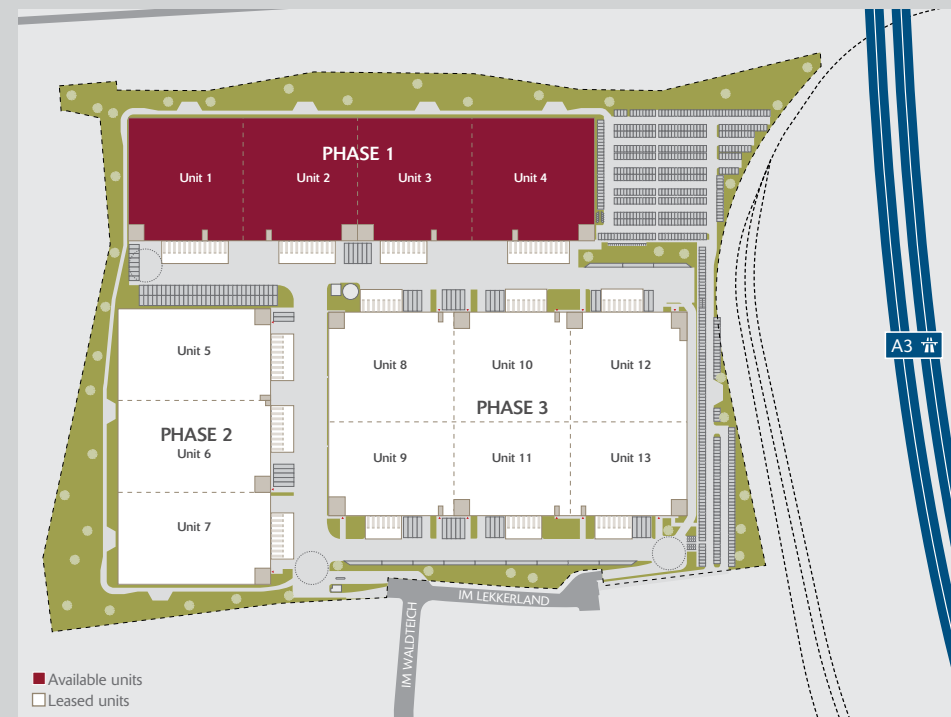 PHASE 1
Unit 1
Unit 2
Unit 3
Unit 4
Unit 5
PHASE 2
Unit 6
Unit 7
Unit 8
Unit 10
Unit 12
PHASE 3
Unit 9
Unit 11
Unit 13
A3
IM LEKKERLAND
IM WALDTEICH
Available units
Leased units